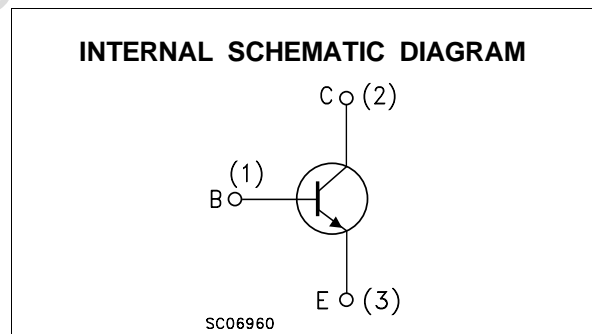 INTERNAL SCHEMATIC DIAGRAM
C (2)
(1)
B
E (3)
SC06960